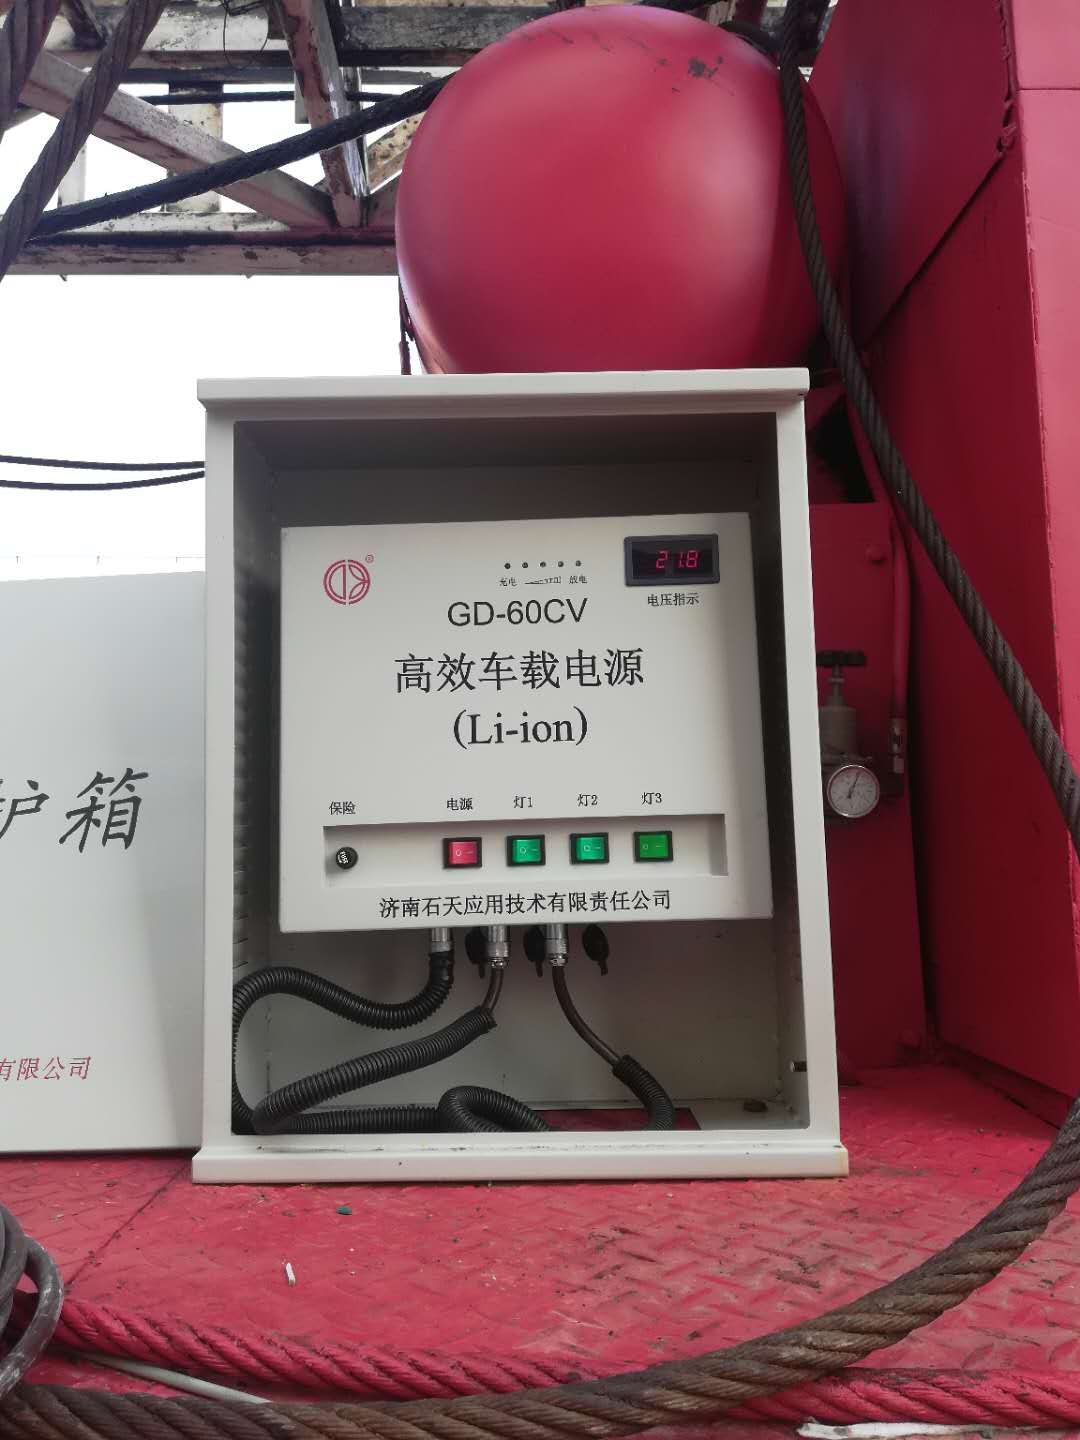 ®
21.8
充电
放电
电压指示
GD-60CV
高效车载电源
(Li-ion)
保险
电源
灯1
灯2
灯3
FUSE
济南石天应用技术有限责任公司
护箱
有限公司